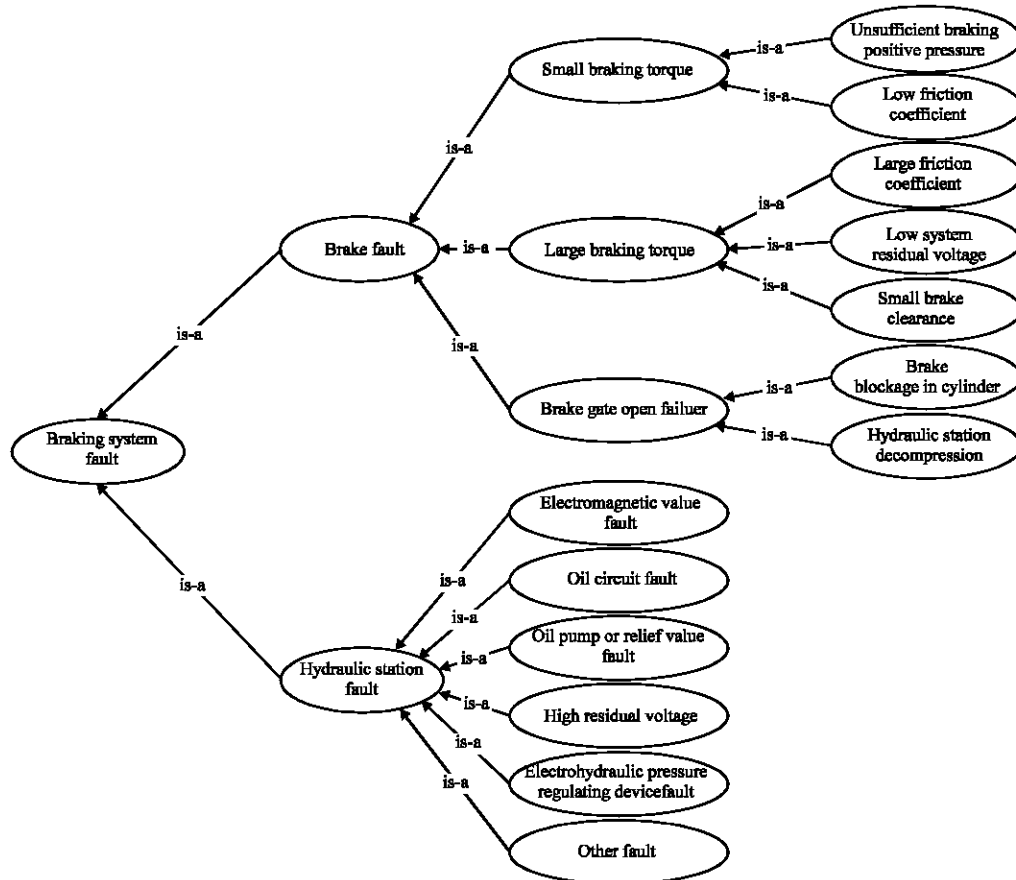 Unsufficient braking
positive pressure
is-a
Small braking torque
is-a
Low friction
coefficient
is-a
Large friction
coefficient
is-a
Brake fault
is-a
Large braking torque
is-a
Low system
residual voltage
is-a
Small brake
clearance
is-a
is-a
Brake
blockage in cylinder
is-a
Brake gate open failuer
is-a
Hydraulic station
decompression
Braking system
fault
Electromagnetic value
fault
is-a
is-a
Oil circuit fault
is-a
Oil pump or relief value
fault
is-a
Hydraulic station
fault
is-a
High residual voltage
is-a
Electrohydraulic pressure
regulating devicefault
is-a
Other fault